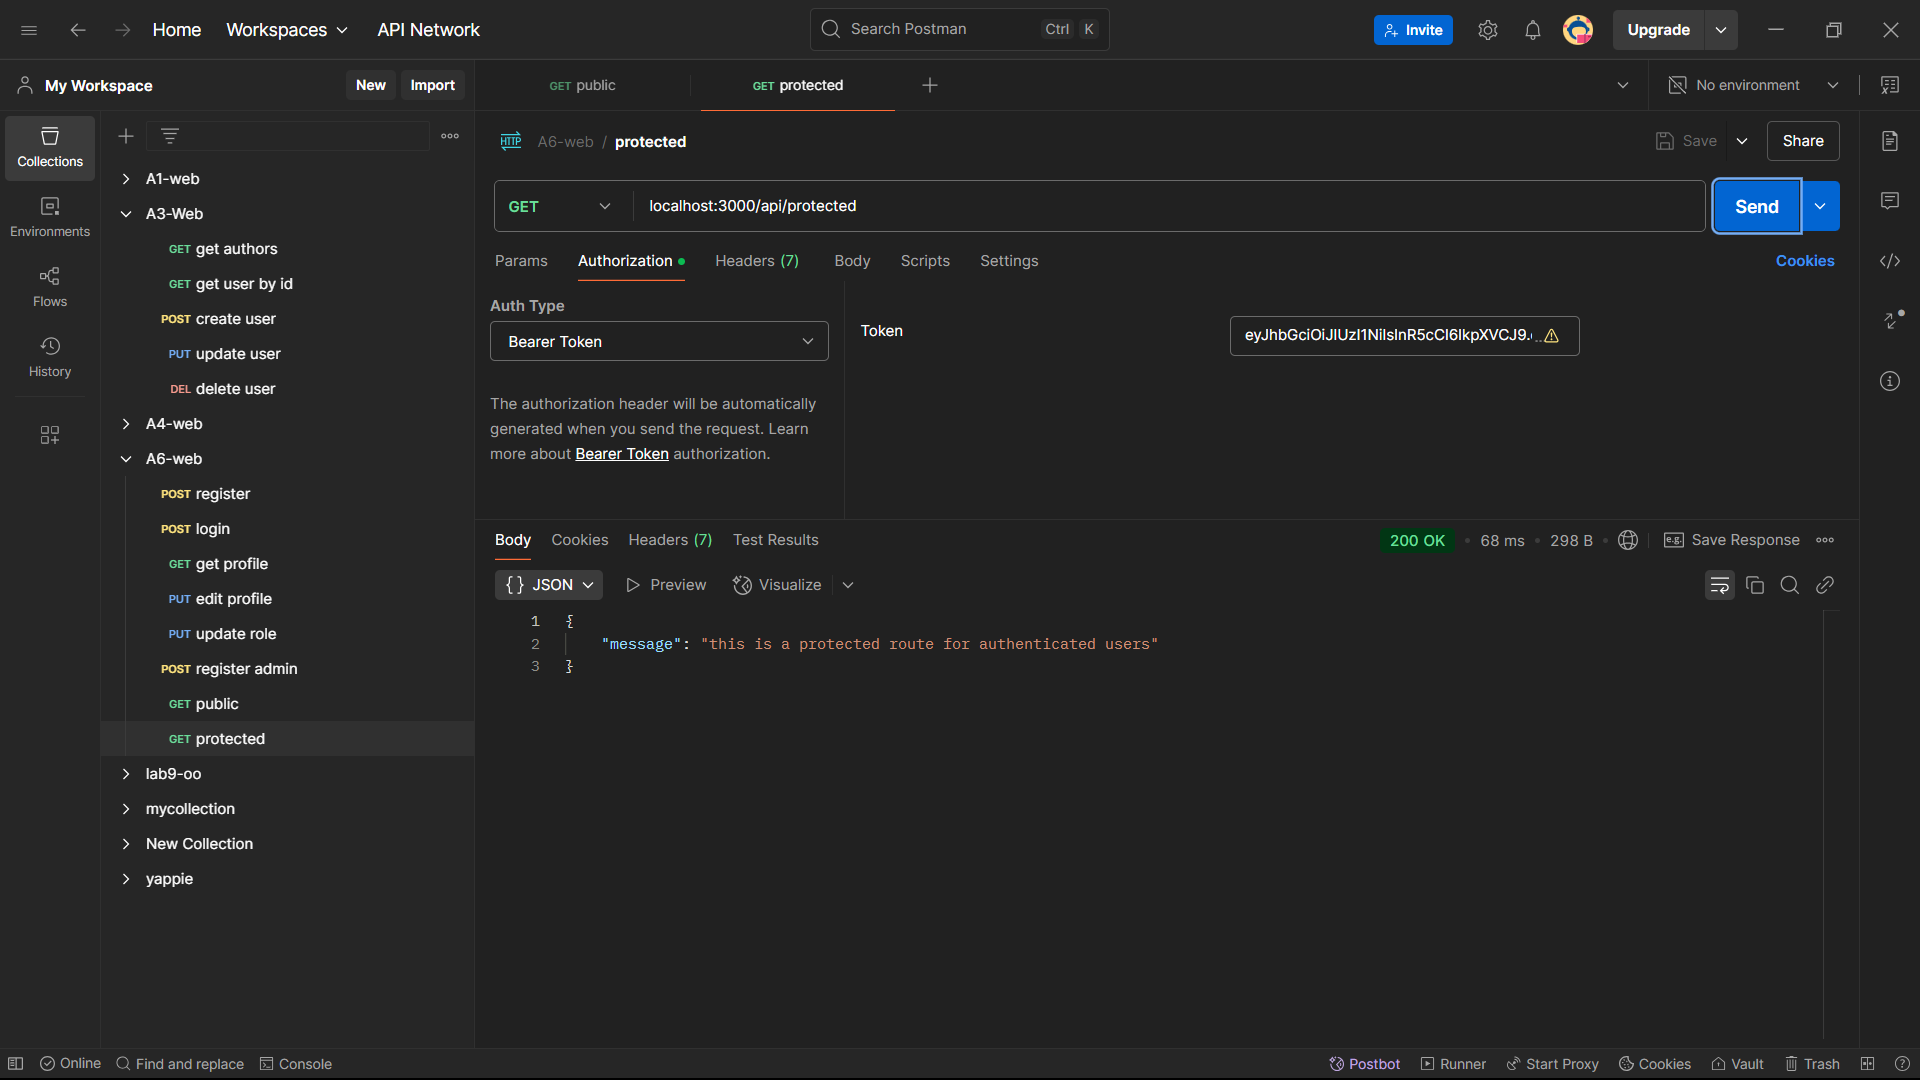 Home Workspaces API Network Search Postman Ctrl K Invite Upgrade
My Workspace New Import GET public GET protected No environment
Collections
Environments
Flows
History
A1-web
A3-Web
GET get authors
GET get user by id
POST create user
PUT update user
DEL delete user
A4-web
A6-web
POST register
POST login
GET get profile
PUT edit profile
PUT update role
POST register admin
GET public
GET protected
lab9-oo
mycollection
New Collection
yappie
HTTP A6-web / protected Save Share
GET localhost:3000/api/protected Send
Params Authorization Headers (7) Body Scripts Settings Cookies
Auth Type
Bearer Token
The authorization header will be automatically
generated when you send the request. Learn
more about Bearer Token authorization.
Token
Body Cookies Headers (7) Test Results 200 OK 68 ms 298 B e.g. Save Response
{} JSON Preview Visualize
1 {
2 "message": "this is a protected route for authenticated users"
3 }
Online Find and replace Console Postbot Runner Start Proxy Cookies Vault Trash